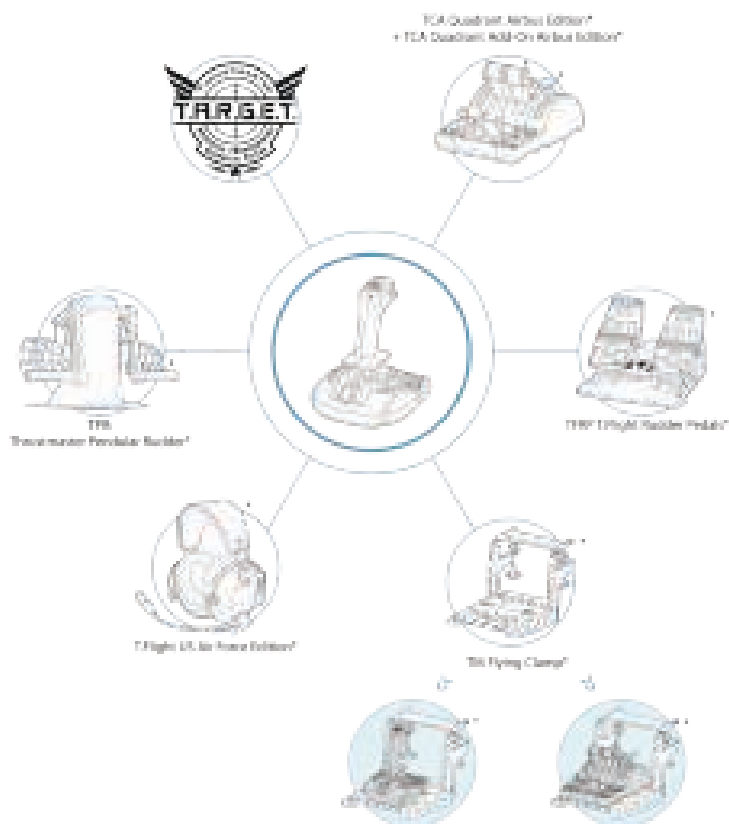 TCA Quadrant Airbus Edition*
+ TCA Quadrant Add-On Airbus Edition*
T.A.R.G.E.T.
TPR
Thrustmaster Pendular Rudder*
TFRP T.Flight Rudder Pedals*
T.Flight US Air Force Edition*
TM Flying Clamp*